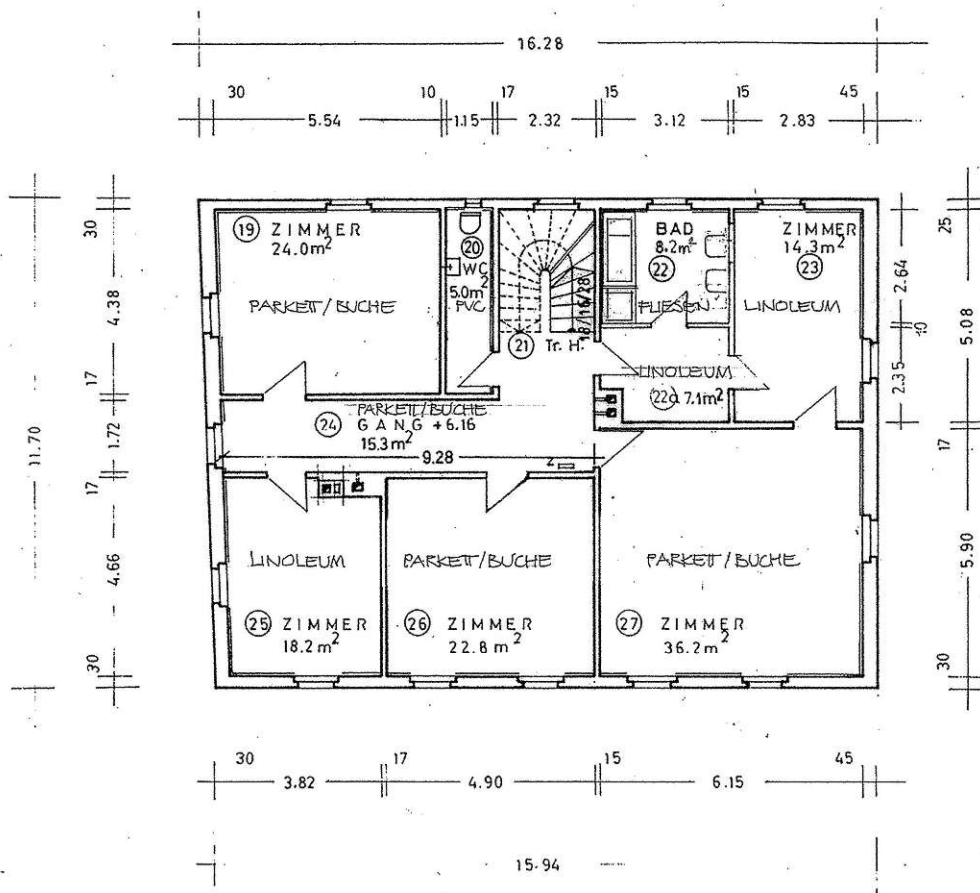 16.28
30 10 17 15 15 45
5.54 1.15 2.32 3.12 2.83
30
4.38
17
1.72
17
4.66
30
11.70
19 ZIMMER
24.0m²
PARKETT/BUCHE
20
WC
5.0m²
PVC
21 Tr. H.
18/16/28
BAD
8.2m²
22
FLIESEN
ZIMMER
14.3m²
23
LINOLEUM
LINOLEUM
22a 7.1m²
PARKETT/BUCHE
24 GANG +6.16
15.3m²
9.28
2
LINOLEUM
25 ZIMMER
18.2m²
PARKETT/BUCHE
26 ZIMMER
22.8m²
PARKETT/BUCHE
27 ZIMMER
36.2m²
25
2.64
10
2.35
5.08
17
5.90
30
30 17 15 45
3.82 4.90 6.15
15.94